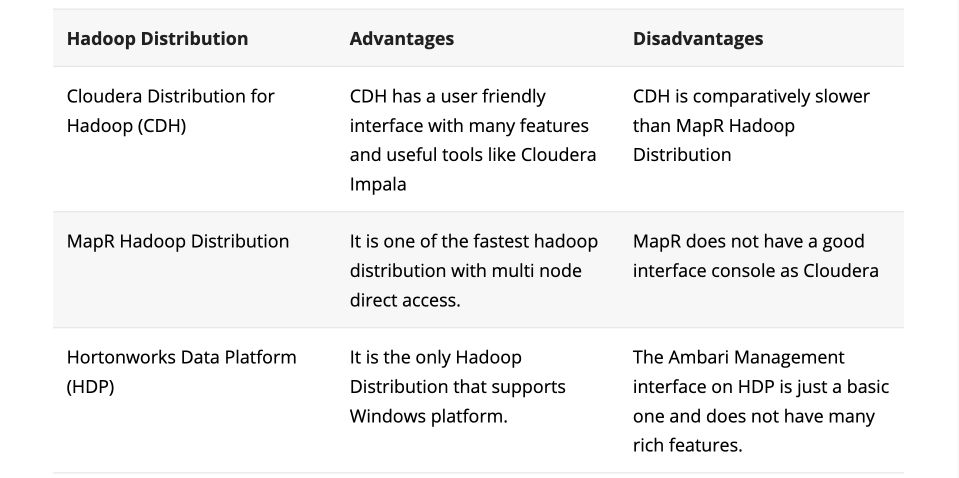 Hadoop Distribution
Advantages
Disadvantages
Cloudera Distribution for
Hadoop (CDH)
CDH has a user friendly
interface with many features
and useful tools like Cloudera
Impala
CDH is comparatively slower
than MapR Hadoop
Distribution
MapR Hadoop Distribution
It is one of the fastest hadoop
distribution with multi node
direct access.
MapR does not have a good
interface console as Cloudera
Hortonworks Data Platform
(HDP)
It is the only Hadoop
Distribution that supports
Windows platform.
The Ambari Management
interface on HDP is just a basic
one and does not have many
rich features.